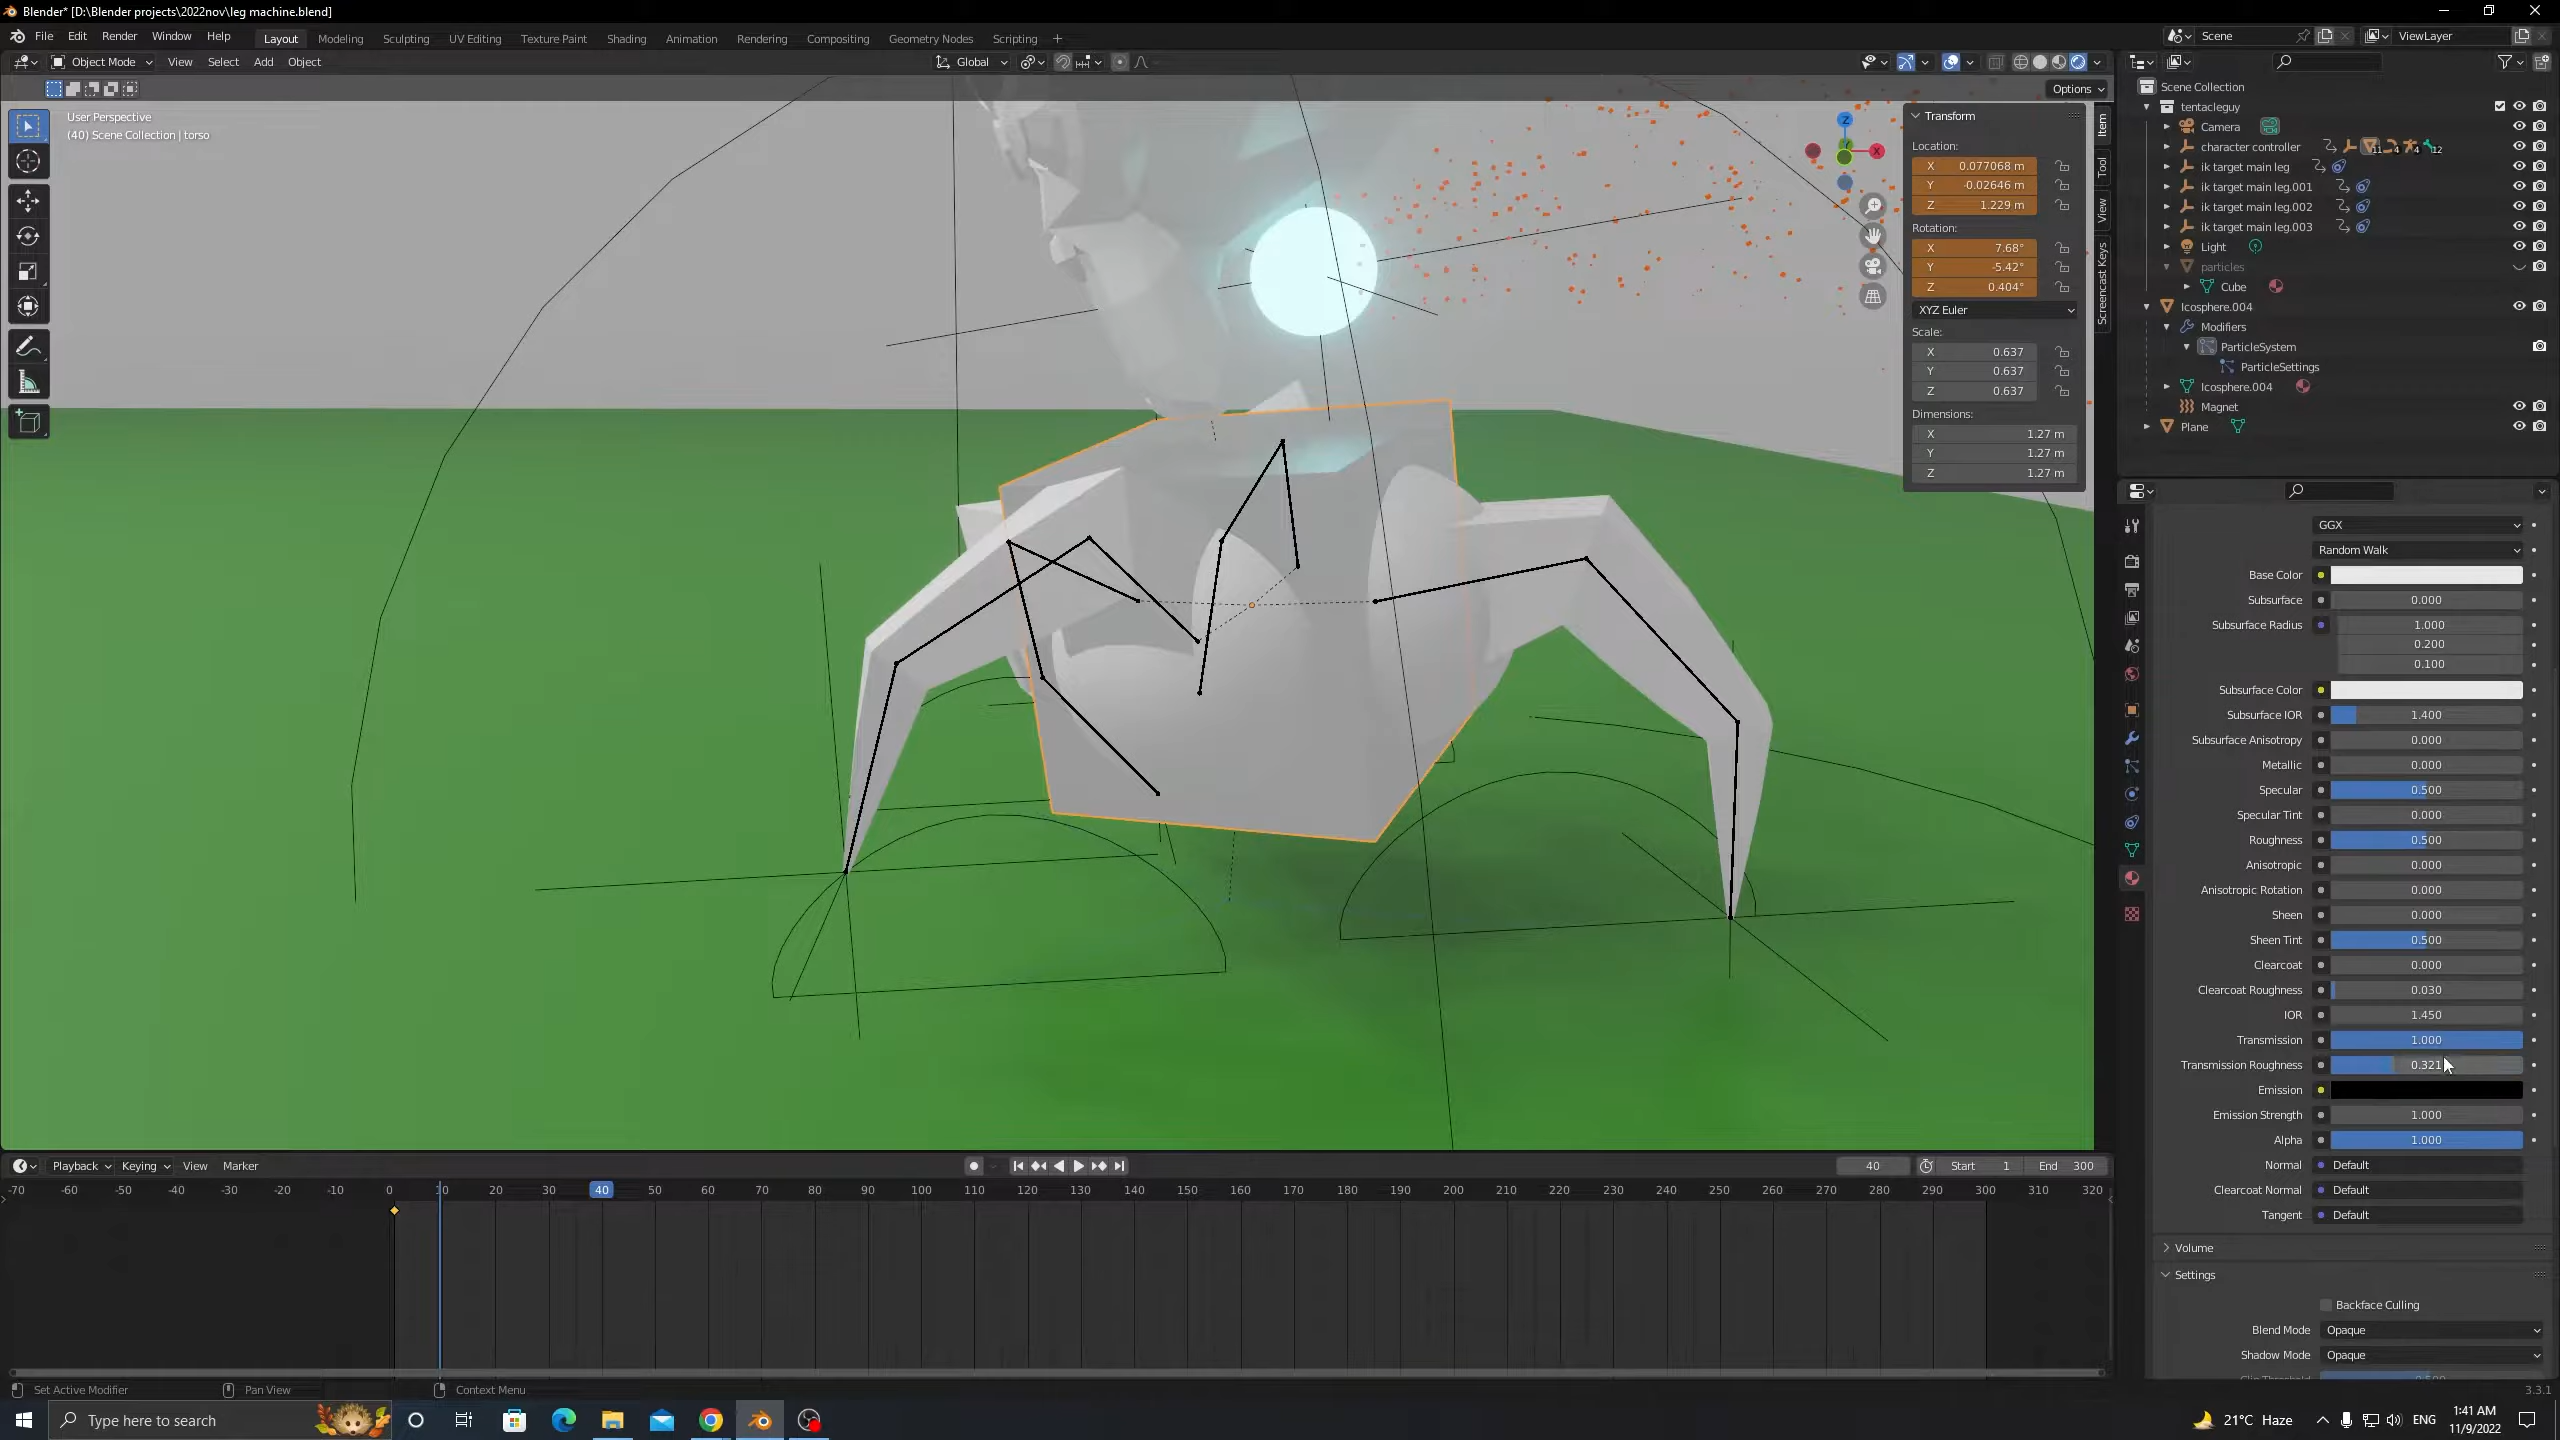 Blender* [D:\Blender projects\2022nov\leg machine.blend]
File Edit Render Window Help Layout Modeling Sculpting UV Editing Texture Paint Shading Animation Rendering Compositing Geometry Nodes Scripting + Scene ViewLayer
Object Mode View Select Add Object Global
Options
User Perspective
(40) Scene Collection | torso
Transform
Location:
X 0.077068 m
Y -0.02646 m
Z 1.229 m
Rotation:
X 7.68°
Y -5.42°
Z 0.404°
XYZ Euler
Scale:
X 0.637
Y 0.637
Z 0.637
Dimensions:
X 1.27 m
Y 1.27 m
Z 1.27 m
Item
Tool
View
Screencast Keys
Z
X
Scene Collection
tentacleguy
Camera
character controller 11 4 4 12
ik target main leg
ik target main leg.001
ik target main leg.002
ik target main leg.003
Light
particles
Cube
Icosphere.004
Modifiers
ParticleSystem
ParticleSettings
Icosphere.004
Magnet
Plane
GGX
Random Walk
Base Color
Subsurface 0.000
Subsurface Radius 1.000
0.200
0.100
Subsurface Color
Subsurface IOR 1.400
Subsurface Anisotropy 0.000
Metallic 0.000
Specular 0.500
Specular Tint 0.000
Roughness 0.500
Anisotropic 0.000
Anisotropic Rotation 0.000
Sheen 0.000
Sheen Tint 0.500
Clearcoat 0.000
Clearcoat Roughness 0.030
IOR 1.450
Transmission 1.000
Transmission Roughness 0.321
Emission
Emission Strength 1.000
Alpha 1.000
Normal Default
Clearcoat Normal Default
Tangent Default
Volume
Settings
Backface Culling
Blend Mode Opaque
Shadow Mode Opaque
Clip Threshold 0.500
Playback Keying View Marker 40 Start 1 End 300
-70 -60 -50 -40 -30 -20 -10 0 10 20 30 40 50 60 70 80 90 100 110 120 130 140 150 160 170 180 190 200 210 220 230 240 250 260 270 280 290 300 310 320
Set Active Modifier Pan View Context Menu 3.3.1
Type here to search 21°C Haze ENG 1:41 AM
11/9/2022